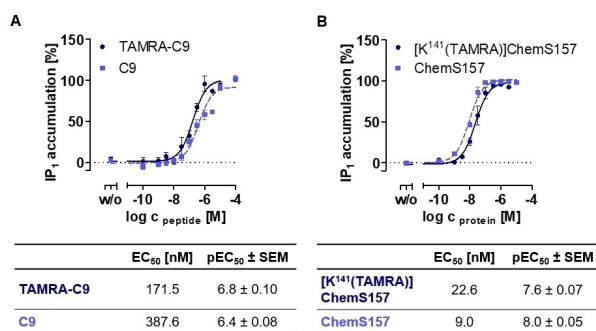 A
B
150
100
50
0
IP₁ accumulation [%]
TAMRA-C9
C9
w/o -10 -8 -6 -4
log c peptide [M]
150
100
50
0
IP₁ accumulation [%]
[K¹⁴¹(TAMRA)]ChemS157
ChemS157
w/o -10 -8 -6 -4
log c protein [M]
EC₅₀ [nM] pEC₅₀ ± SEM
TAMRA-C9 171.5 6.8 ± 0.10
C9 387.6 6.4 ± 0.08
EC₅₀ [nM] pEC₅₀ ± SEM
[K¹⁴¹(TAMRA)]
ChemS157 22.6 7.6 ± 0.07
ChemS157 9.0 8.0 ± 0.05